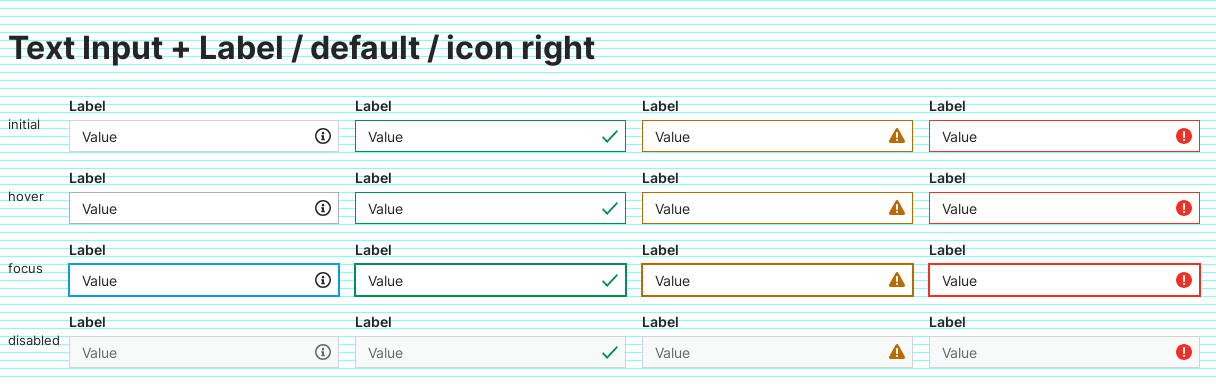 Text Input + Label / default / icon right
Label Label Label Label
initial Value Value Value Value
Label Label Label Label
hover Value Value Value Value
Label Label Label Label
focus Value Value Value Value
Label Label Label Label
disabled Value Value Value Value